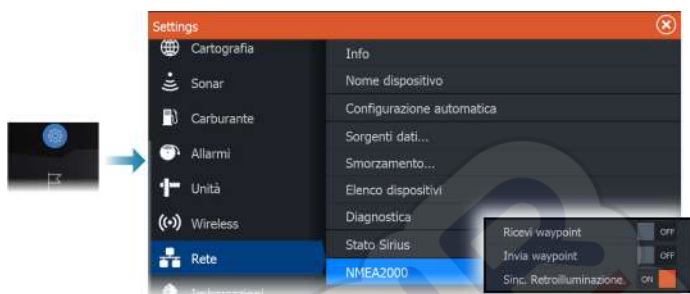 Settings
Cartografia
Sonar
Carburante
Allarmi
Unità
Wireless
Rete
Imbarcazioni
Info
Nome dispositivo
Configurazione automatica
Sorgenti dati...
Smorzamento...
Elenco dispositivi
Diagnostica
Stato Sirius
NMEA2000
Ricevi waypoint OFF
Invia waypoint OFF
Sinc. Retroilluminazione ON